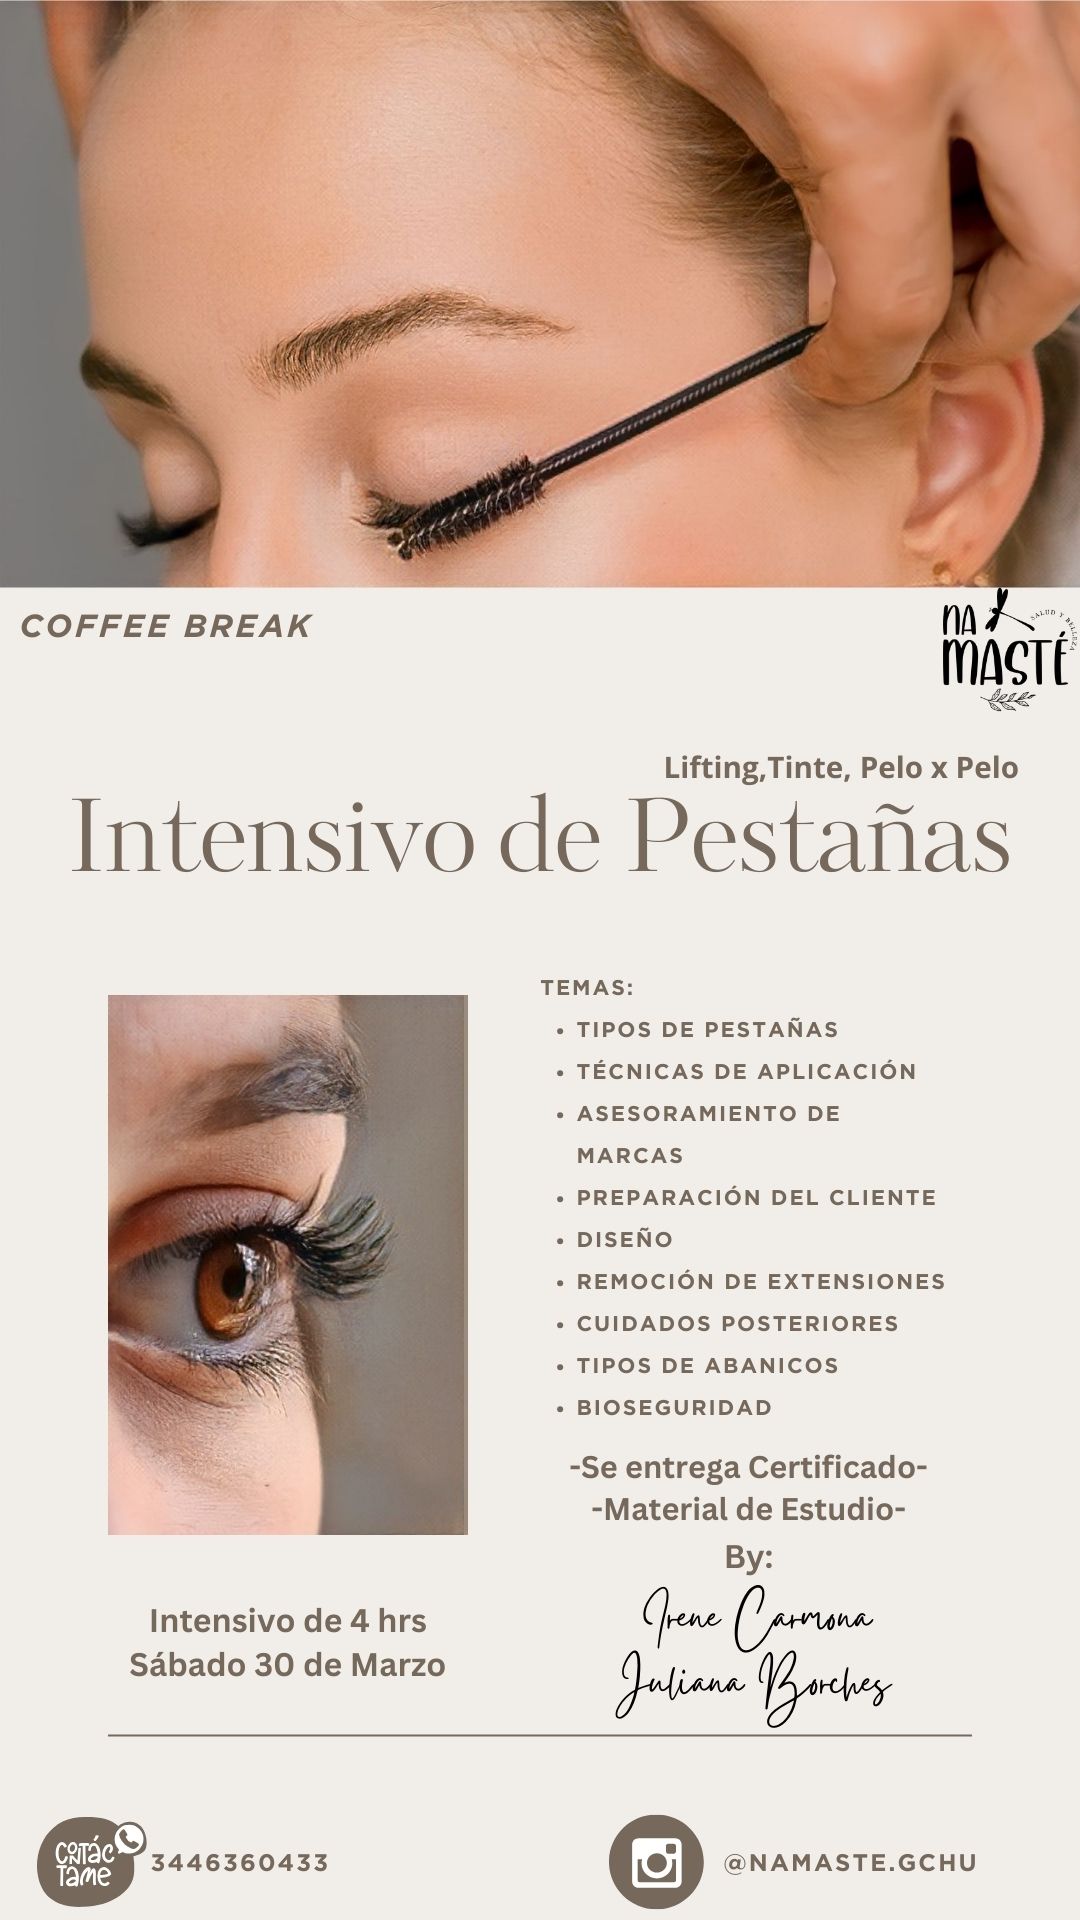 COFFEE BREAK
NA
MASTÉ
SALUD Y BELLEZA
Lifting,Tinte, Pelo x Pelo
Intensivo de Pestañas
TEMAS:
• TIPOS DE PESTAÑAS
• TÉCNICAS DE APLICACIÓN
• ASESORAMIENTO DE
MARCAS
• PREPARACIÓN DEL CLIENTE
• DISEÑO
• REMOCIÓN DE EXTENSIONES
• CUIDADOS POSTERIORES
• TIPOS DE ABANICOS
• BIOSEGURIDAD
-Se entrega Certificado-
-Material de Estudio-
By:
Irene Carmona
Juliana Borches
Intensivo de 4 hrs
Sábado 30 de Marzo
CONTÁC
TAME
3446360433
@NAMASTE.GCHU